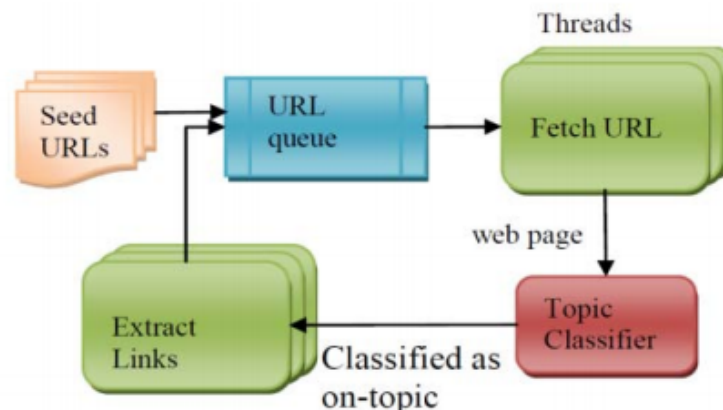 Threads
Seed
URLs
URL
queue
Fetch URL
web page
Topic
Classifier
Extract
Links
Classified as
on-topic